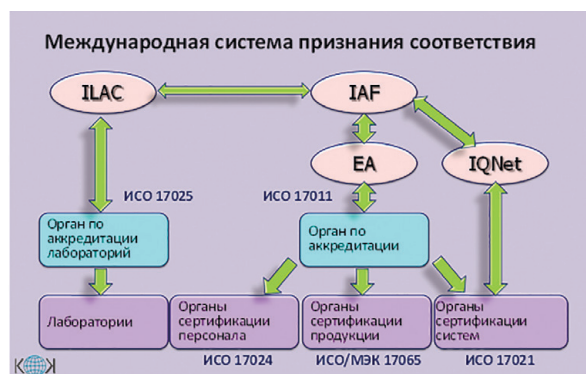 Международная система признания соответствия
ILAC
IAF
EA
IQNet
ИСО 17025
ИСО 17011
Орган по
аккредитации
лабораторий
Орган по
аккредитации
Лаборатории
Органы
сертификации
персонала
Органы
сертификации
продукции
Органы
сертификации
систем
ИСО 17024
ИСО/МЭК 17065
ИСО 17021